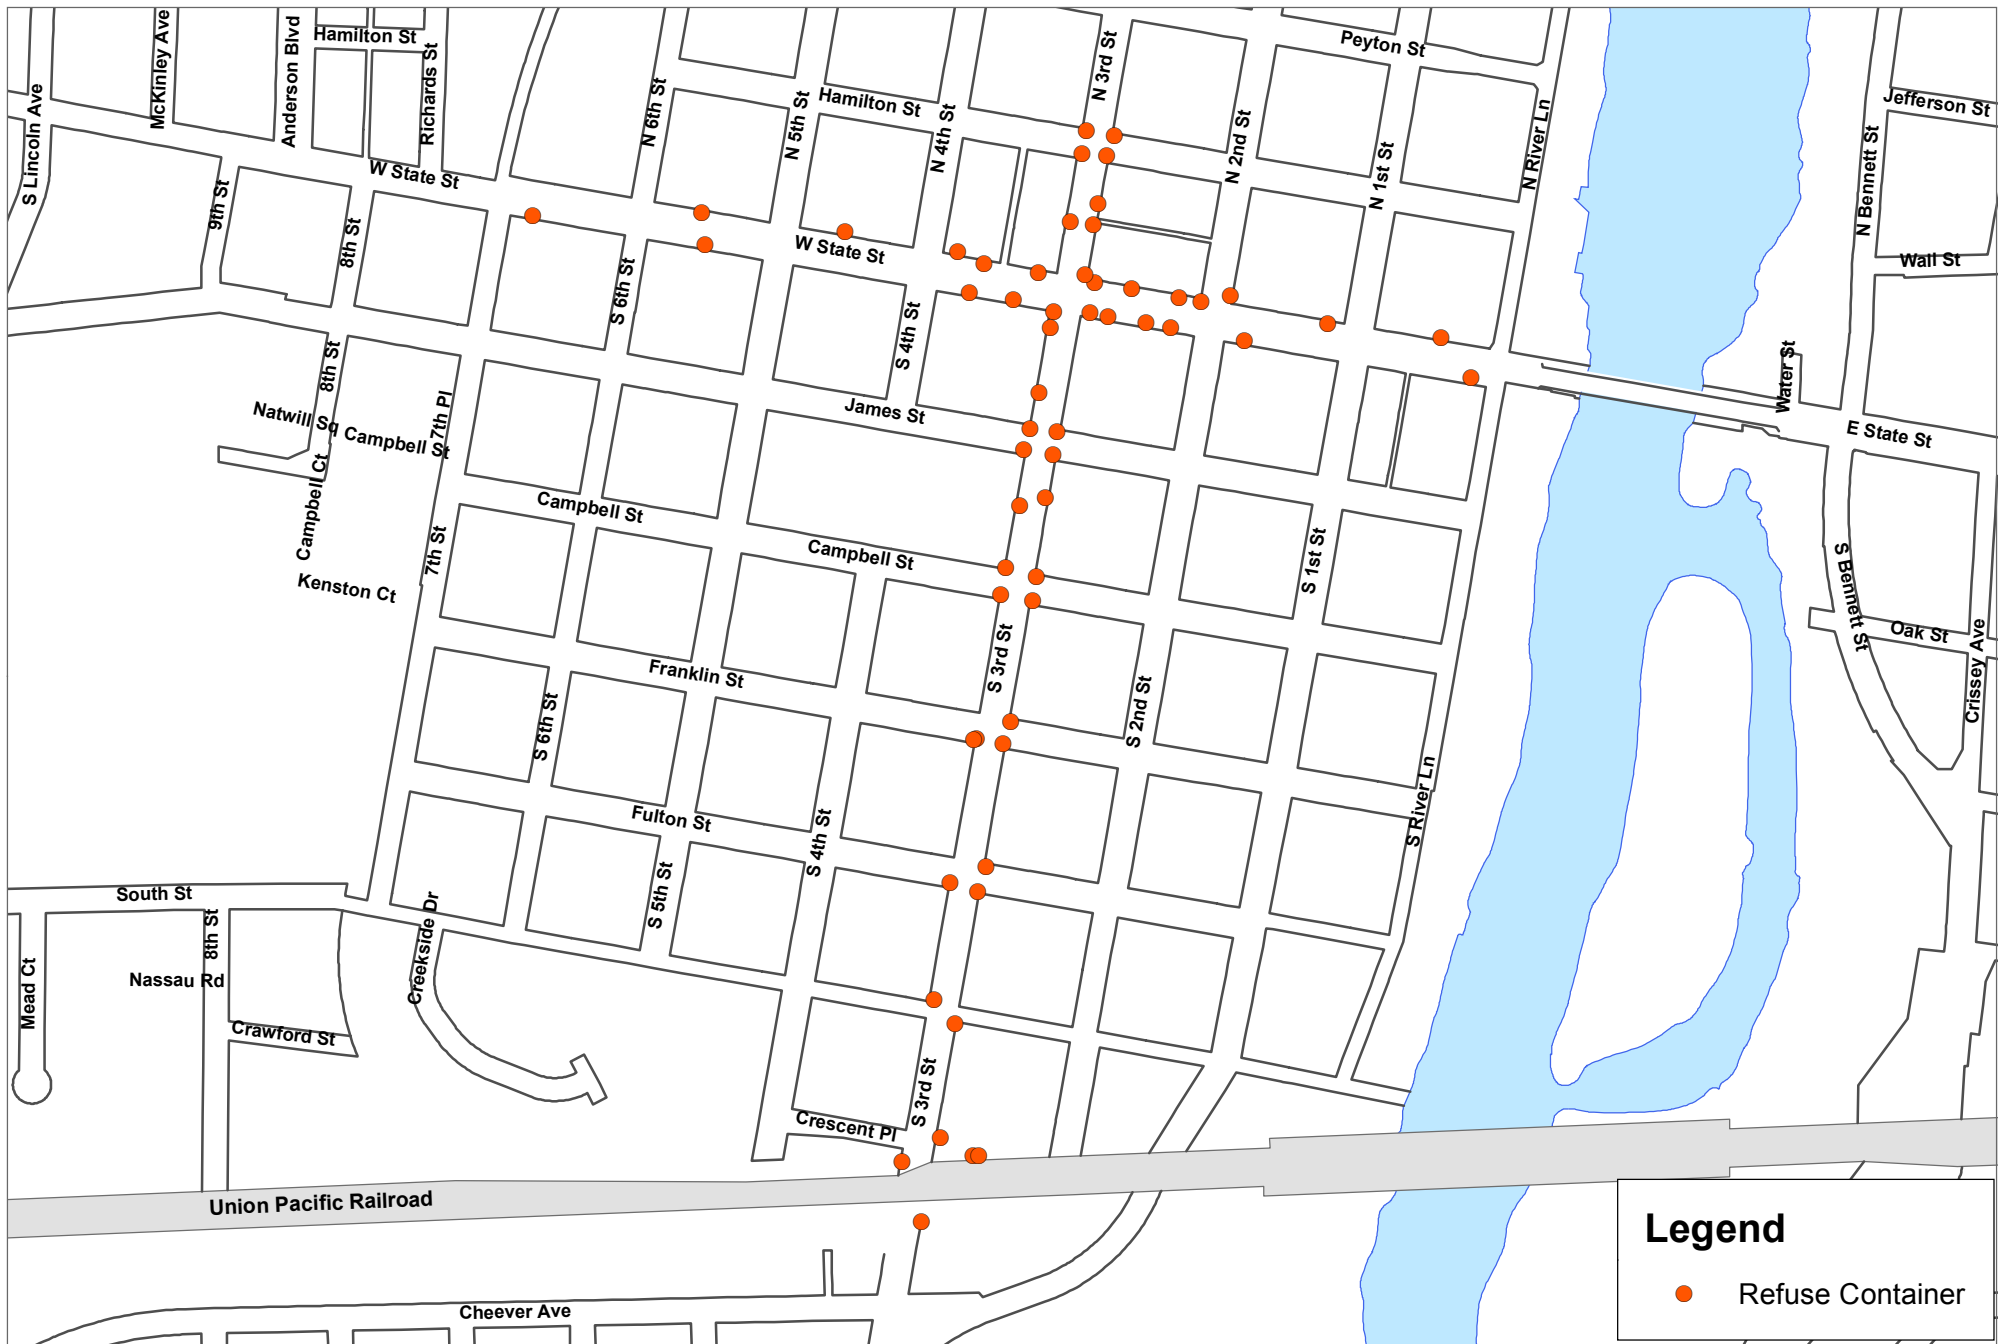 Hamilton St
McKinley Ave
Anderson Blvd
Richards St
S Lincoln Ave
N 3rd St
Peyton St
Jefferson St
N 6th St
N 5th St
Hamilton St
N 4th St
N 2nd St
N 1st St
N River Ln
N Bennett St
W State St
9th St
8th St
W State St
Wall St
S 6th St
S 4th St
8th St
Water St
Natwill Sq
Campbell St
7th Pl
James St
E State St
Campbell Ct
Campbell St
7th St
Campbell St
S 1st St
S Bennett St
Kenston Ct
Oak St
Crissey Ave
Franklin St
S 3rd St
S 2nd St
S 6th St
Fulton St
S 4th St
S River Ln
South St
8th St
Creekside Dr
S 5th St
Mead Ct
Nassau Rd
Crawford St
S 3rd St
Crescent Pl
Union Pacific Railroad
Cheever Ave
Legend
Refuse Container